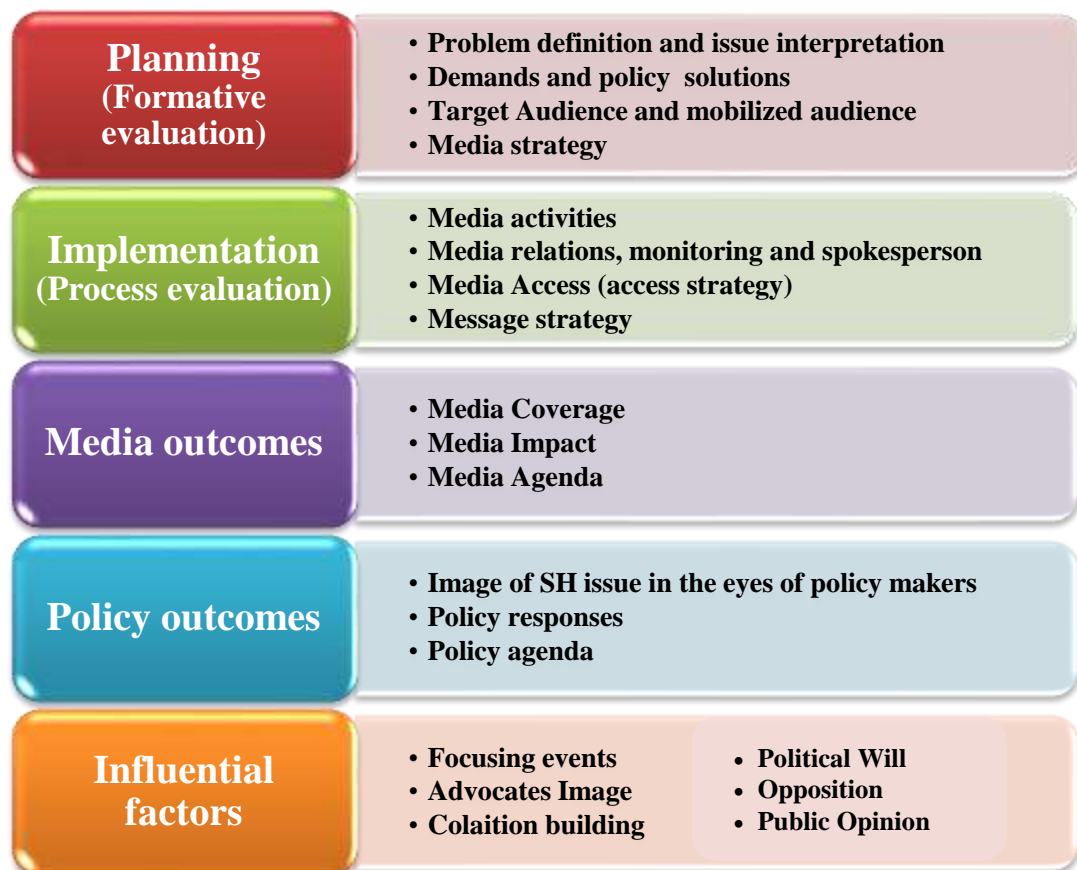 Planning
(Formative
evaluation)
• Problem definition and issue interpretation
• Demands and policy solutions
• Target Audience and mobilized audience
• Media strategy
Implementation
(Process evaluation)
• Media activities
• Media relations, monitoring and spokesperson
• Media Access (access strategy)
• Message strategy
Media outcomes
• Media Coverage
• Media Impact
• Media Agenda
Policy outcomes
• Image of SH issue in the eyes of policy makers
• Policy responses
• Policy agenda
Influential
factors
• Focusing events
• Advocates Image
• Colaition building
• Political Will
• Opposition
• Public Opinion